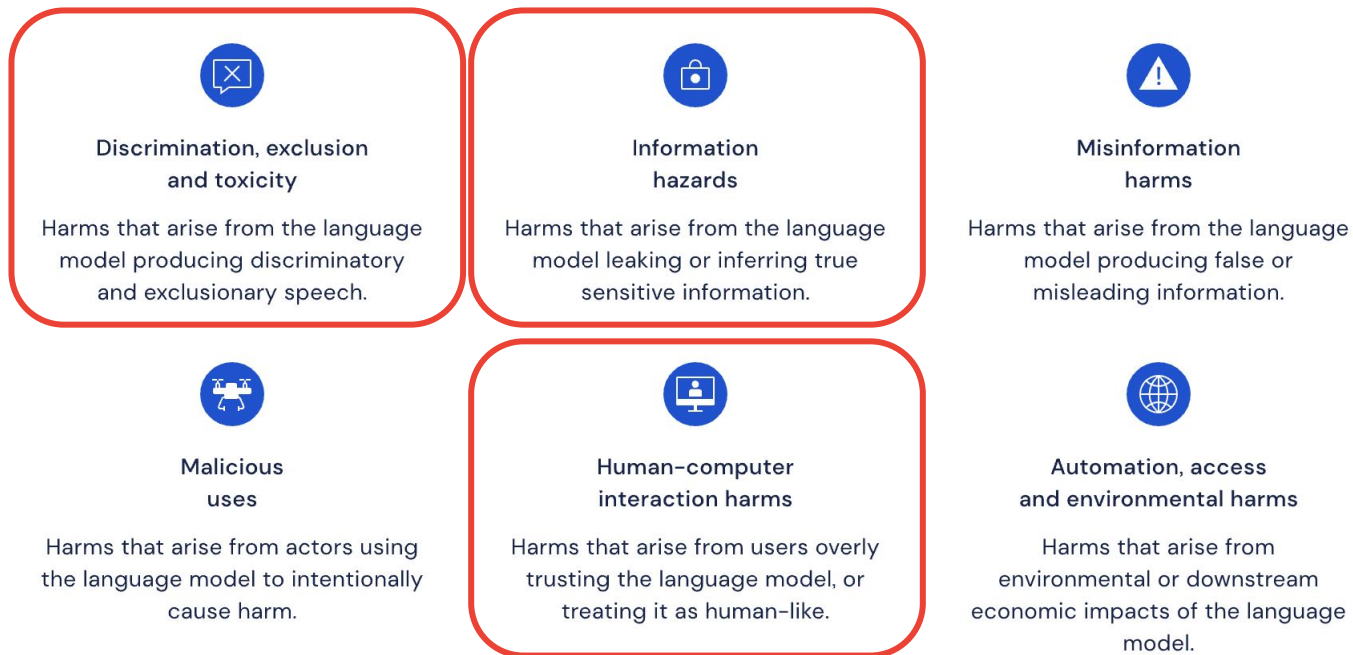 Discrimination, exclusion
and toxicity
Harms that arise from the language
model producing discriminatory
and exclusionary speech.
Information
hazards
Harms that arise from the language
model leaking or inferring true
sensitive information.
Misinformation
harms
Harms that arise from the language
model producing false or
misleading information.
Malicious
uses
Harms that arise from actors using
the language model to intentionally
cause harm.
Human-computer
interaction harms
Harms that arise from users overly
trusting the language model, or
treating it as human-like.
Automation, access
and environmental harms
Harms that arise from
environmental or downstream
economic impacts of the language
model.